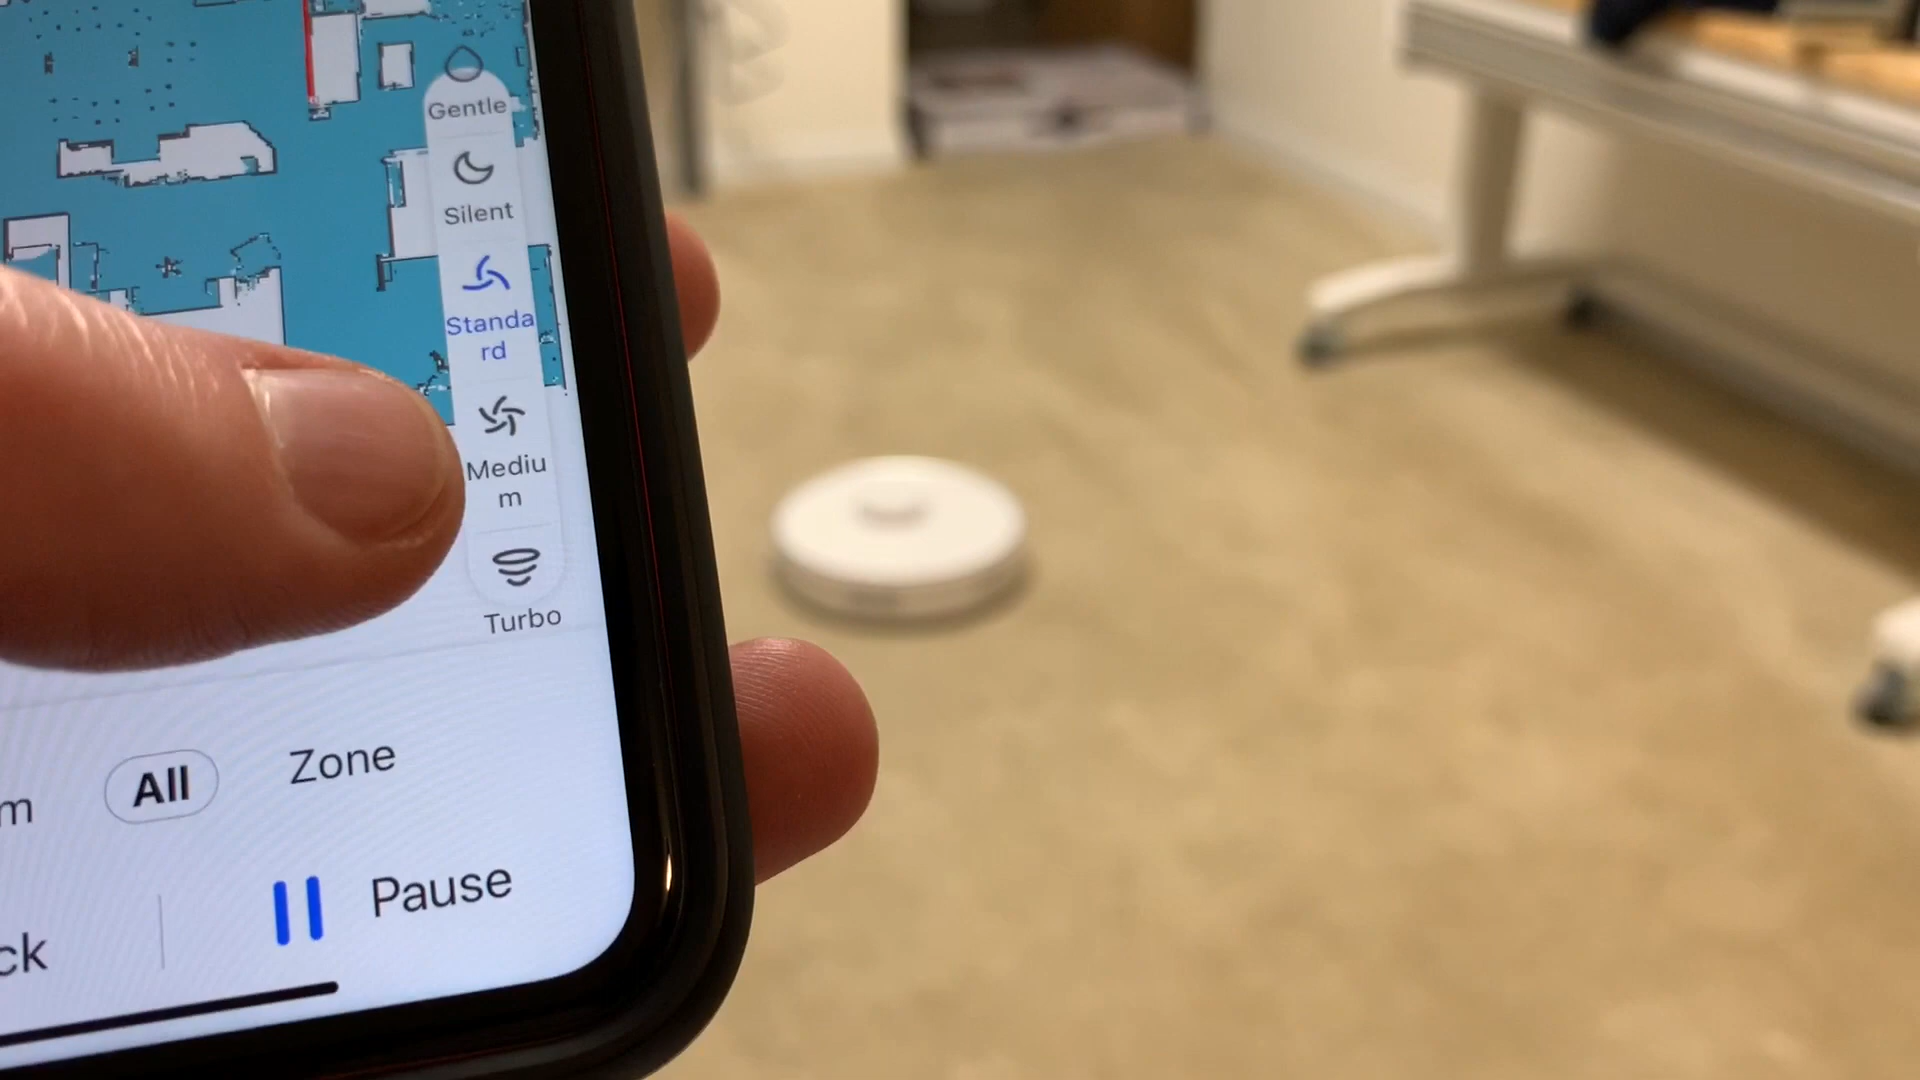 Gentle
Silent
Standa
rd
Mediu
m
Turbo
m
All
Zone
ck
Pause